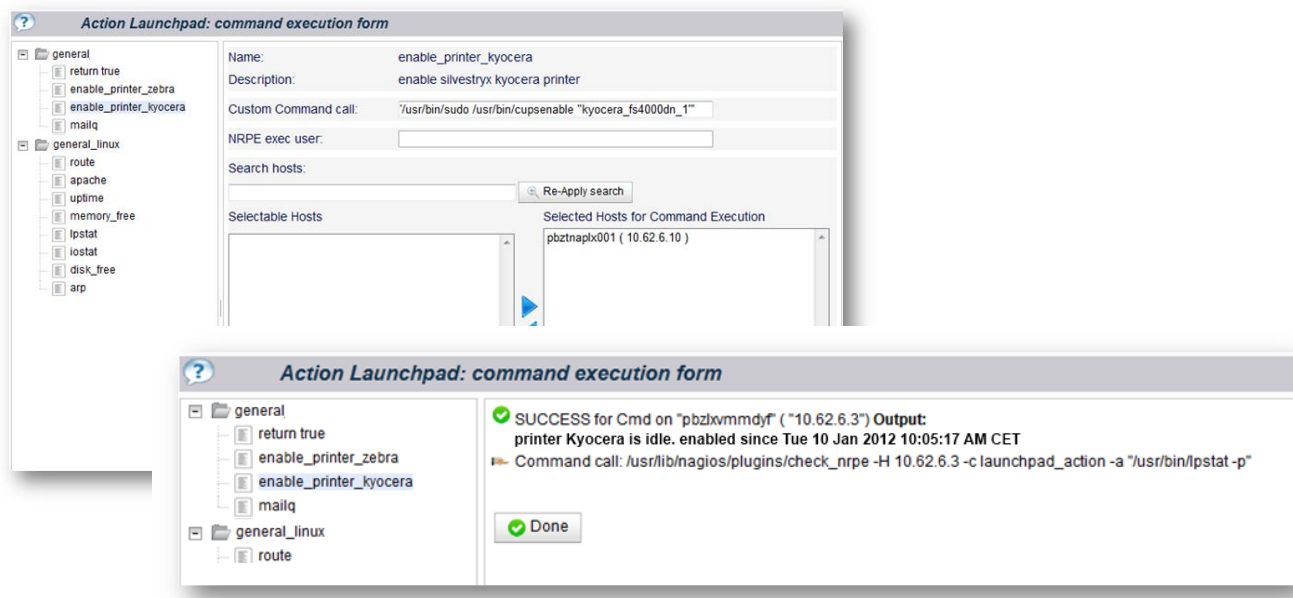 ?
Action Launchpad: command execution form
general
return true
enable_printer_zebra
enable_printer_kyocera
mailq
general_linux
route
apache
uptime
memory_free
lpstat
iostat
disk_free
arp
Name: enable_printer_kyocera
Description: enable silvestryx kyocera printer
Custom Command call: '/usr/bin/sudo /usr/bin/cupsenable "kyocera_fs4000dn_1"'
NRPE exec user:
Search hosts:
Re-Apply search
Selectable Hosts
Selected Hosts for Command Execution
pbztnaplx001 ( 10.62.6.10 )
?
Action Launchpad: command execution form
general
return true
enable_printer_zebra
enable_printer_kyocera
mailq
general_linux
route
SUCCESS for Cmd on "pbzlxvmmdyf" ( "10.62.6.3") Output:
printer Kyocera is idle. enabled since Tue 10 Jan 2012 10:05:17 AM CET
Command call: /usr/lib/nagios/plugins/check_nrpe -H 10.62.6.3 -c launchpad_action -a "/usr/bin/lpstat -p"
Done